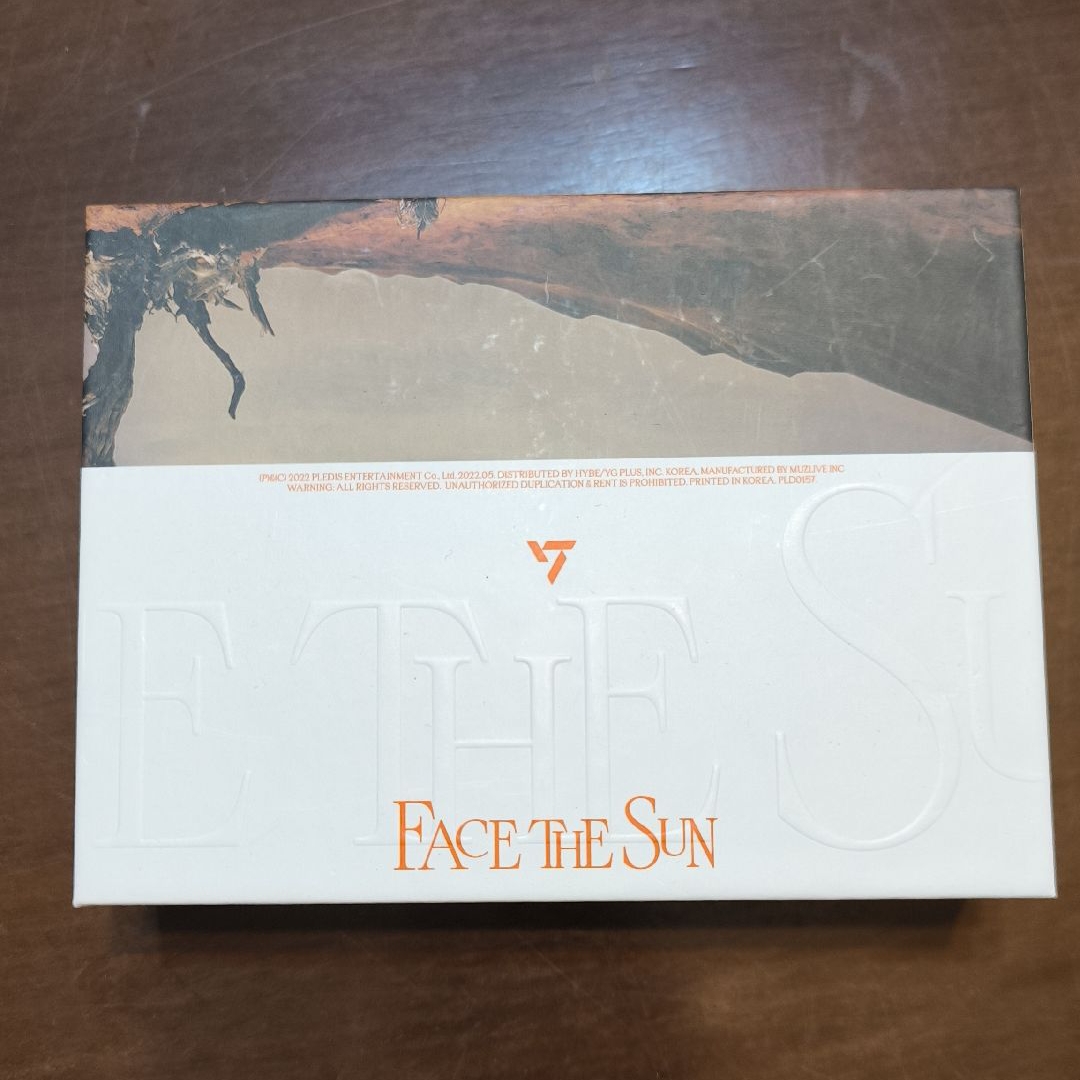 (P)&(C) 2022 PLEDIS ENTERTAINMENT Co., Ltd. 2022.05. DISTRIBUTED BY HYBE/YG PLUS, INC. KOREA. MANUFACTURED BY MUZLIVE INC
WARNING: ALL RIGHTS RESERVED. UNAUTHORIZED DUPLICATION & RENT IS PROHIBITED. PRINTED IN KOREA. PLD0157.
E THE SU
FACE THE SUN